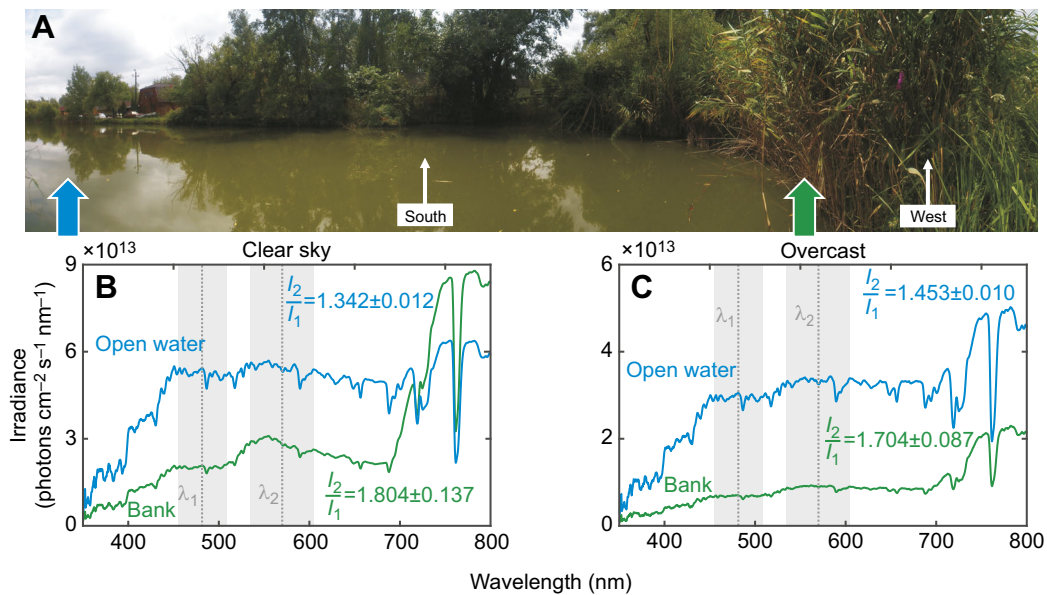 A
South
West
×10¹³
Clear sky
×10¹³
Overcast
B
C
9
6
3
0
6
4
2
0
Irradiance
(photons cm⁻² s⁻¹ nm⁻¹)
I₂/I₁=1.342±0.012
Open water
λ₁
λ₂
Bank
I₂/I₁=1.804±0.137
I₂/I₁=1.453±0.010
λ₁
λ₂
Open water
I₂/I₁=1.704±0.087
Bank
400 500 600 700 800
400 500 600 700 800
Wavelength (nm)